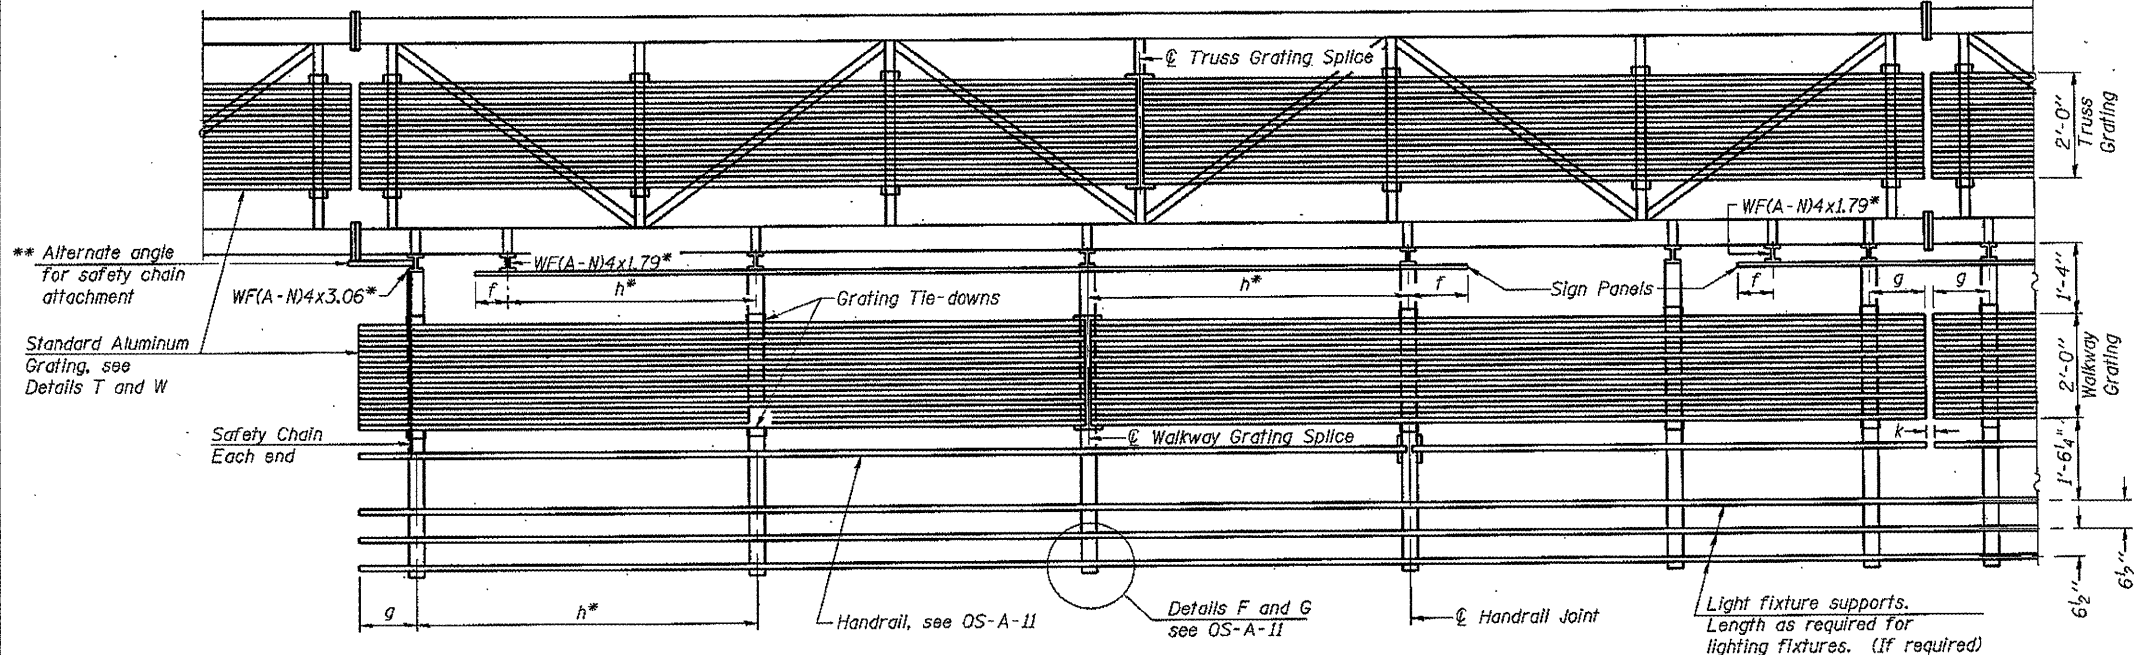 ℄ Truss Grating Splice
2'-0"
Truss
Grating
WF(A-N)4x1.79*
** Alternate angle
for safety chain
attachment
WF(A-N)4x1.79*
WF(A-N)4x3.06*
f
h*
Grating Tie-downs
h*
f
Sign Panels
f
g
g
1'-4"
Standard Aluminum
Grating, see
Details T and W
2'-0"
Walkway
Grating
Safety Chain
Each end
℄ Walkway Grating Splice
k
1'-6¼"
g
h*
Handrail, see OS-A-11
Details F and G
see OS-A-11
℄ Handrail Joint
Light fixture supports.
Length as required for
lighting fixtures. (If required)
6½"
6½"